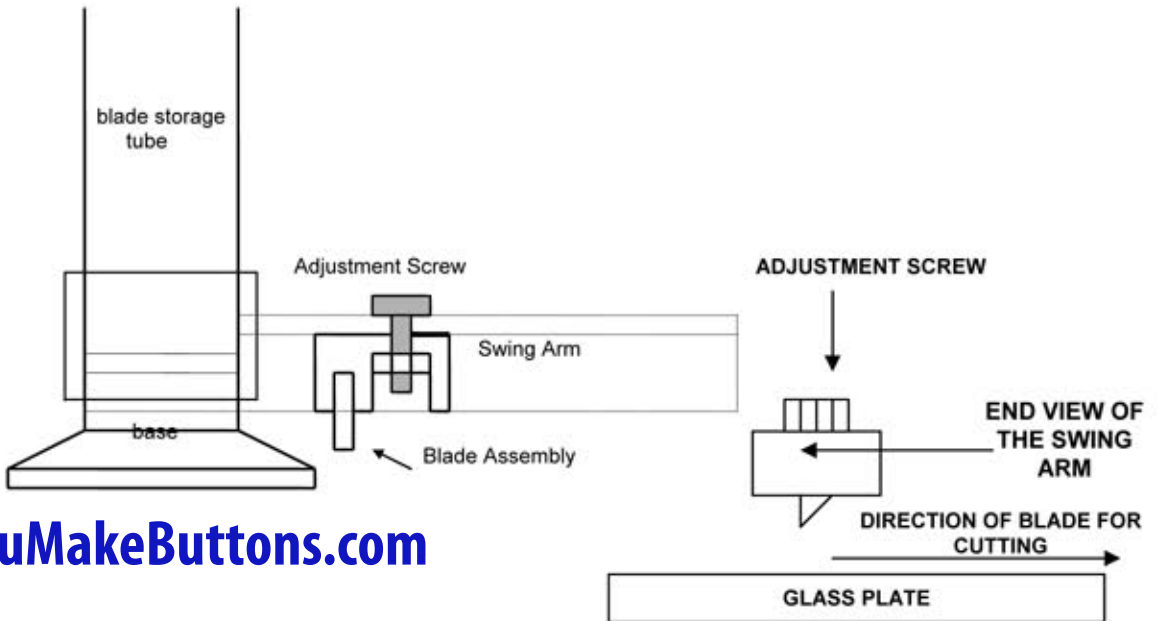 blade storage
tube
Adjustment Screw
Swing Arm
base
Blade Assembly
ADJUSTMENT SCREW
END VIEW OF
THE SWING
ARM
DIRECTION OF BLADE FOR
CUTTING
GLASS PLATE
uMakeButtons.com